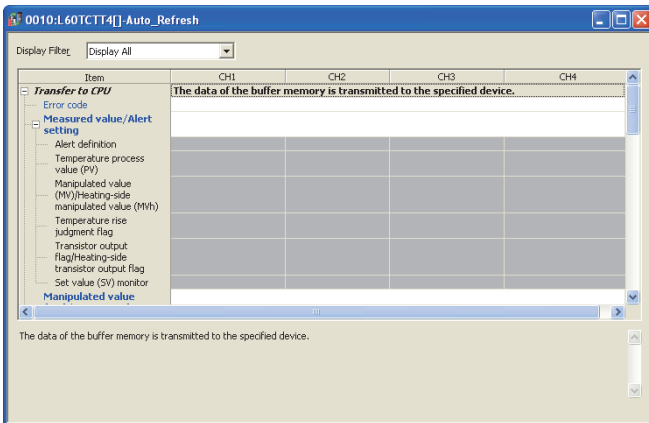 0010:L60TCTT4[]-Auto_Refresh
Display Filter Display All
Item CH1 CH2 CH3 CH4
Transfer to CPU The data of the buffer memory is transmitted to the specified device.
Error code
Measured value/Alert
setting
Alert definition
Temperature process
value (PV)
Manipulated value
(MV)/Heating-side
manipulated value (MVh)
Temperature rise
judgment flag
Transistor output
flag/Heating-side
transistor output flag
Set value (SV) monitor
Manipulated value
The data of the buffer memory is transmitted to the specified device.